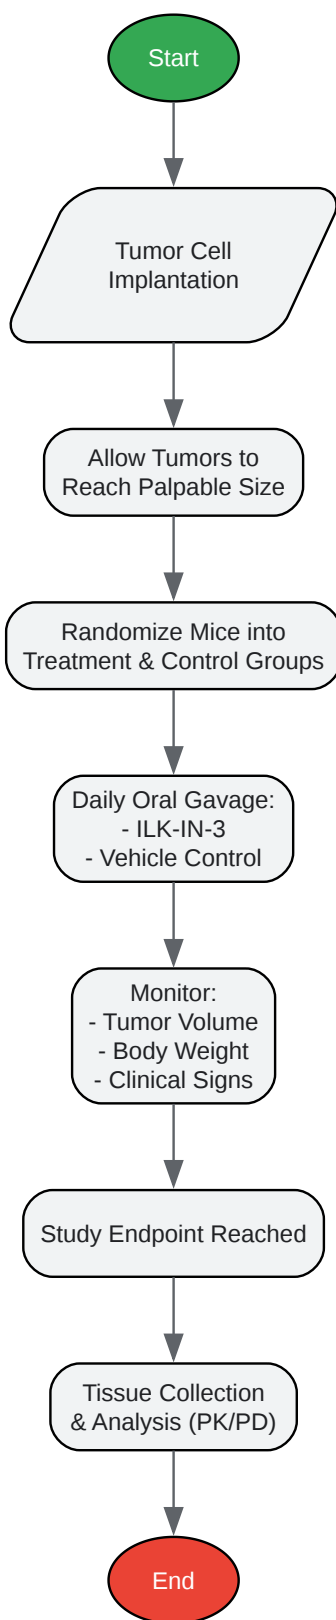 Start
Tumor Cell
Implantation
Allow Tumors to
Reach Palpable Size
Randomize Mice into
Treatment & Control Groups
Daily Oral Gavage:
- ILK-IN-3
- Vehicle Control
Monitor:
- Tumor Volume
- Body Weight
- Clinical Signs
Study Endpoint Reached
Tissue Collection
& Analysis (PK/PD)
End